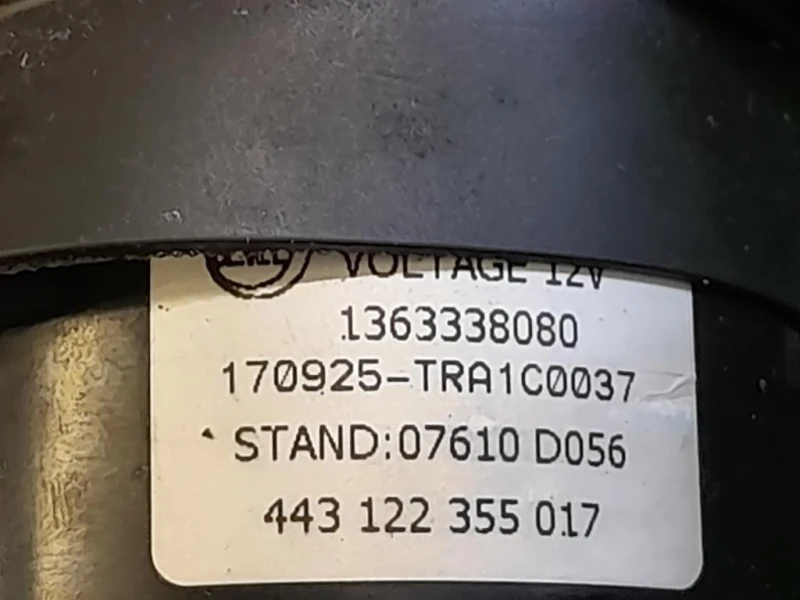 VOLTAGE 12V
1363338080
170925-TRA1C0037
STAND:07610 D056
443 122 355 017